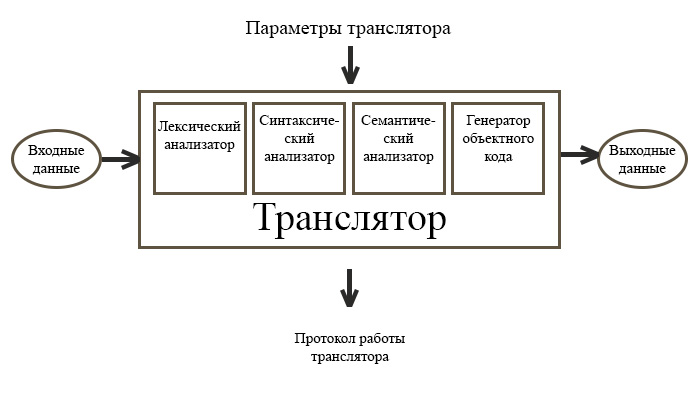 Параметры транслятора
Входные
данные
Лексический
анализатор
Синтаксиче-
ский
анализатор
Семантиче-
ский
анализатор
Генератор
объектного
кода
Выходные
данные
Транслятор
Протокол работы
транслятора